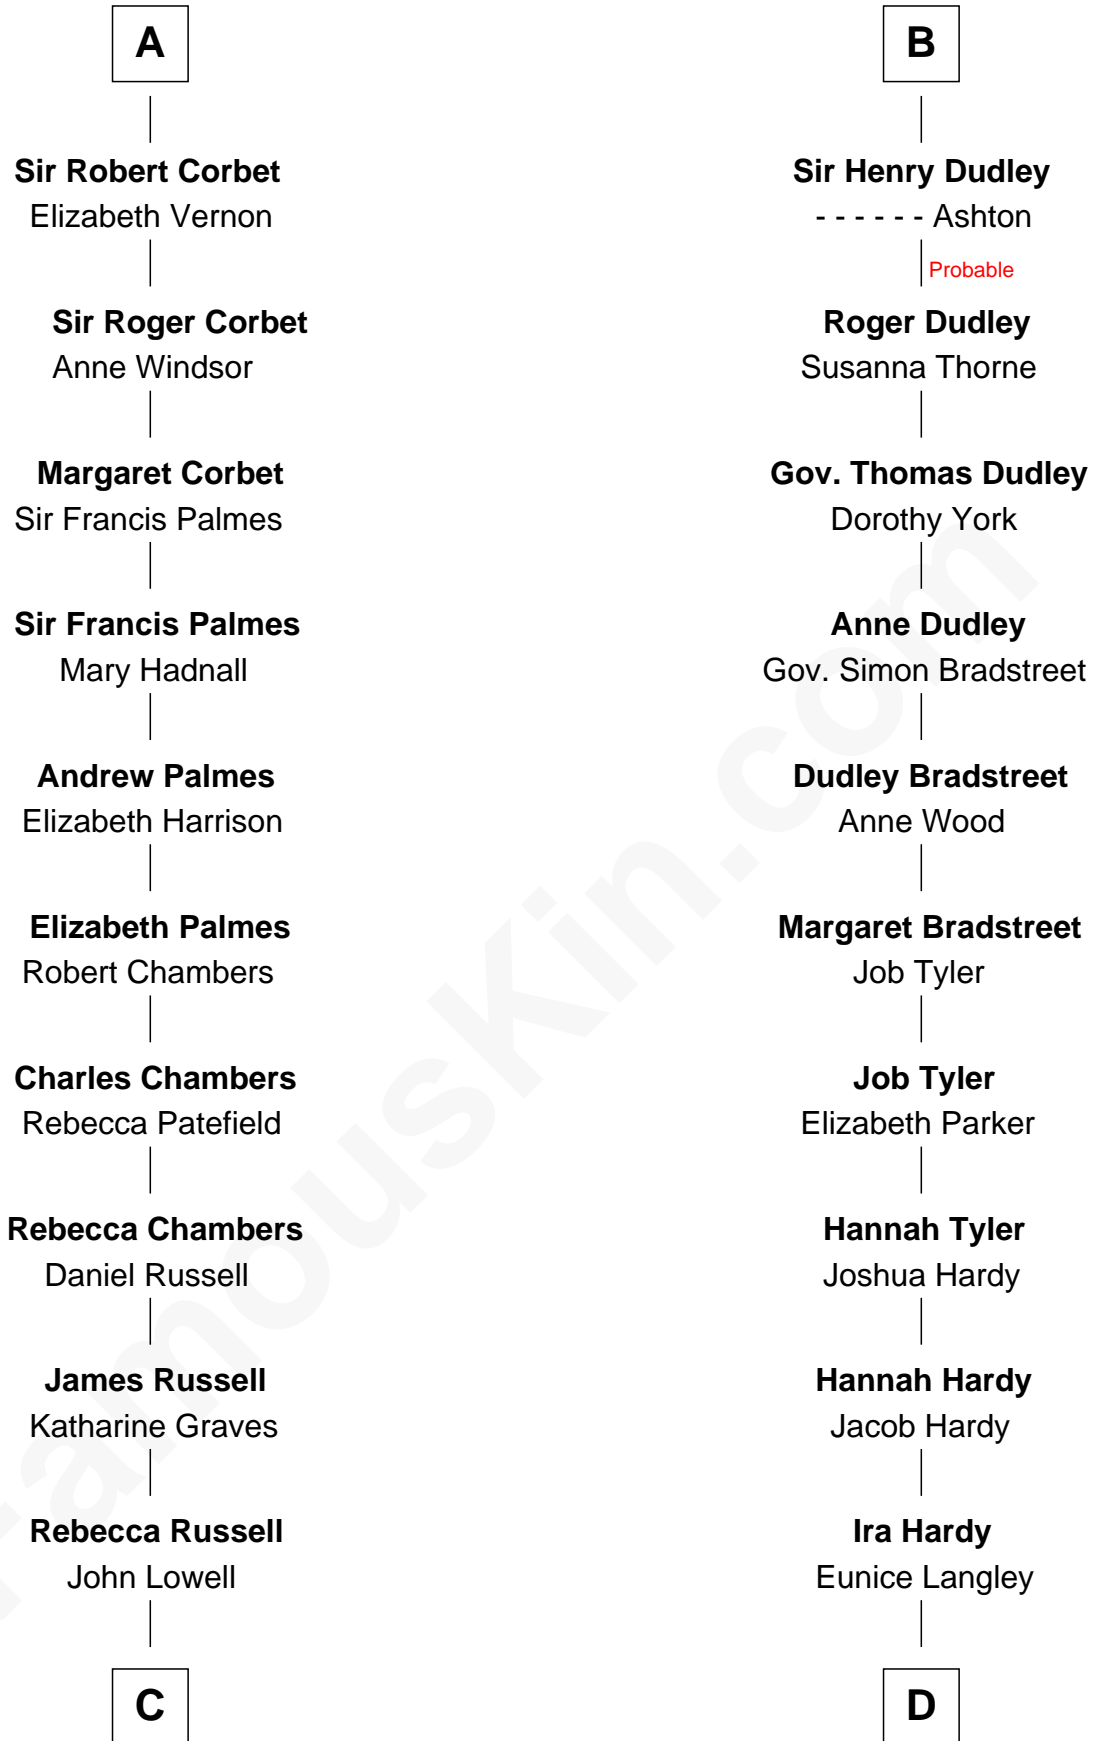 A
Sir Robert Corbet
Elizabeth Vernon
Sir Roger Corbet
Anne Windsor
Margaret Corbet
Sir Francis Palmes
Sir Francis Palmes
Mary Hadnall
Andrew Palmes
Elizabeth Harrison
Elizabeth Palmes
Robert Chambers
Charles Chambers
Rebecca Patefield
Rebecca Chambers
Daniel Russell
James Russell
Katharine Graves
Rebecca Russell
John Lowell
C
B
Sir Henry Dudley
- - - - - - Ashton
Probable
Roger Dudley
Susanna Thorne
Gov. Thomas Dudley
Dorothy York
Anne Dudley
Gov. Simon Bradstreet
Dudley Bradstreet
Anne Wood
Margaret Bradstreet
Job Tyler
Job Tyler
Elizabeth Parker
Hannah Tyler
Joshua Hardy
Hannah Hardy
Jacob Hardy
Ira Hardy
Eunice Langley
D
FamousKin.com